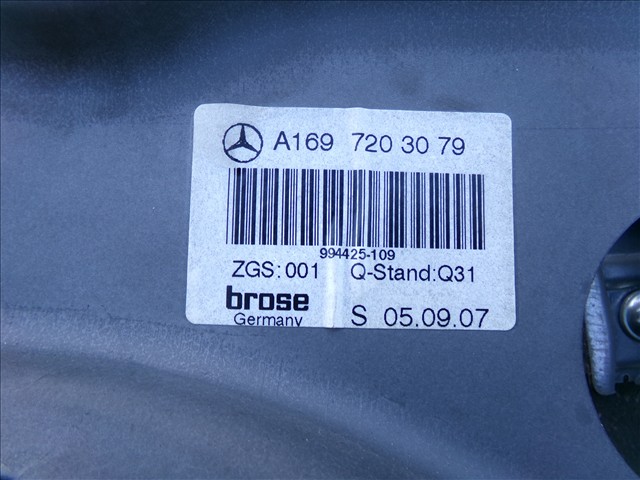 A169 720 30 79
994425-109
ZGS:001 Q-Stand:Q31
brose
Germany S 05.09.07